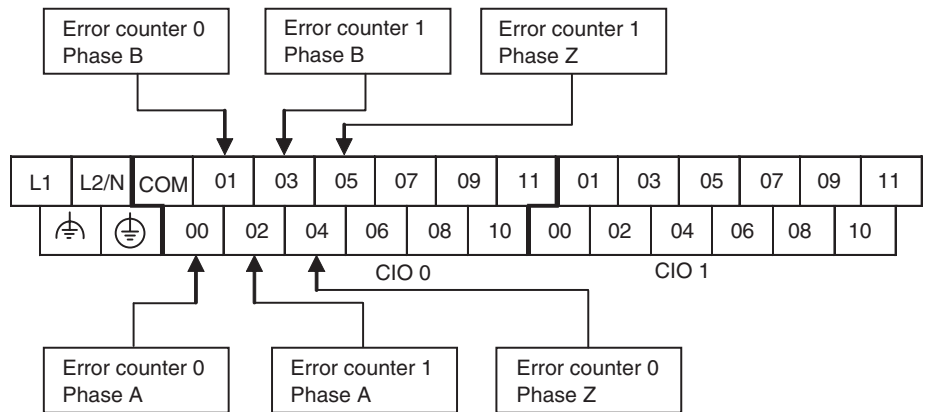 Error counter 0
Phase B
Error counter 1
Phase B
Error counter 1
Phase Z
L1 L2/N COM 01 03 05 07 09 11 01 03 05 07 09 11
00 02 04 06 08 10 00 02 04 06 08 10
CIO 0 CIO 1
Error counter 0
Phase A
Error counter 1
Phase A
Error counter 0
Phase Z